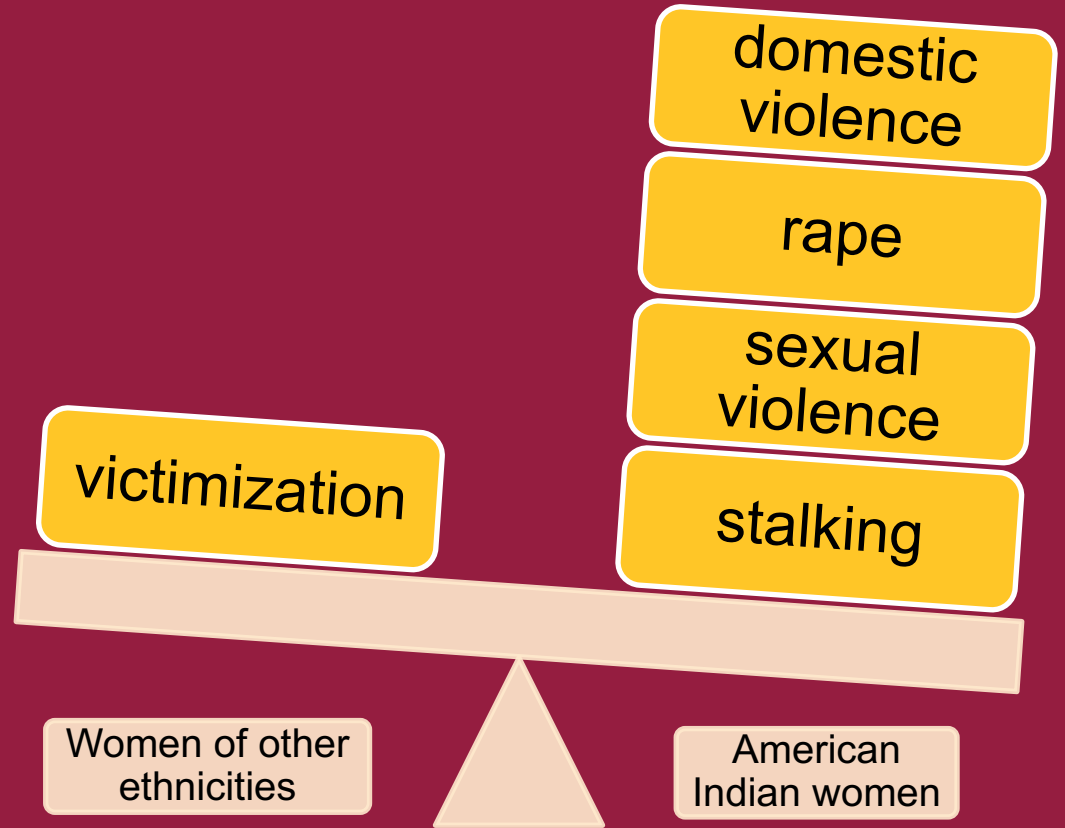 domestic
violence
rape
sexual
violence
stalking
victimization
Women of other
ethnicities
American
Indian women